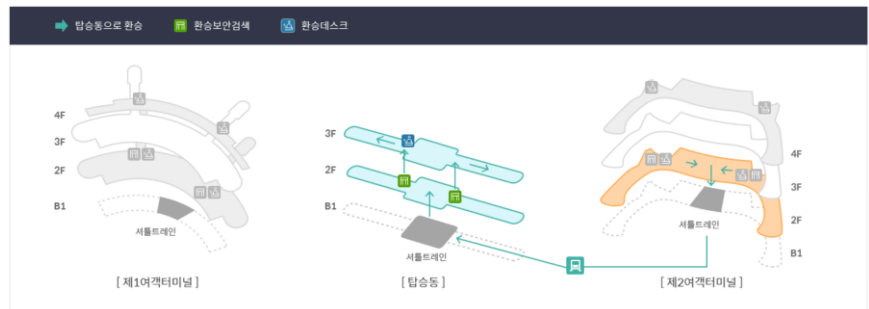 탑승동으로 환승
환승보안검색
환승데스크
4F
3F
2F
B1
셔틀트레인
[ 제1여객터미널 ]
3F
2F
B1
셔틀트레인
[ 탑승동 ]
4F
3F
2F
B1
셔틀트레인
[ 제2여객터미널 ]